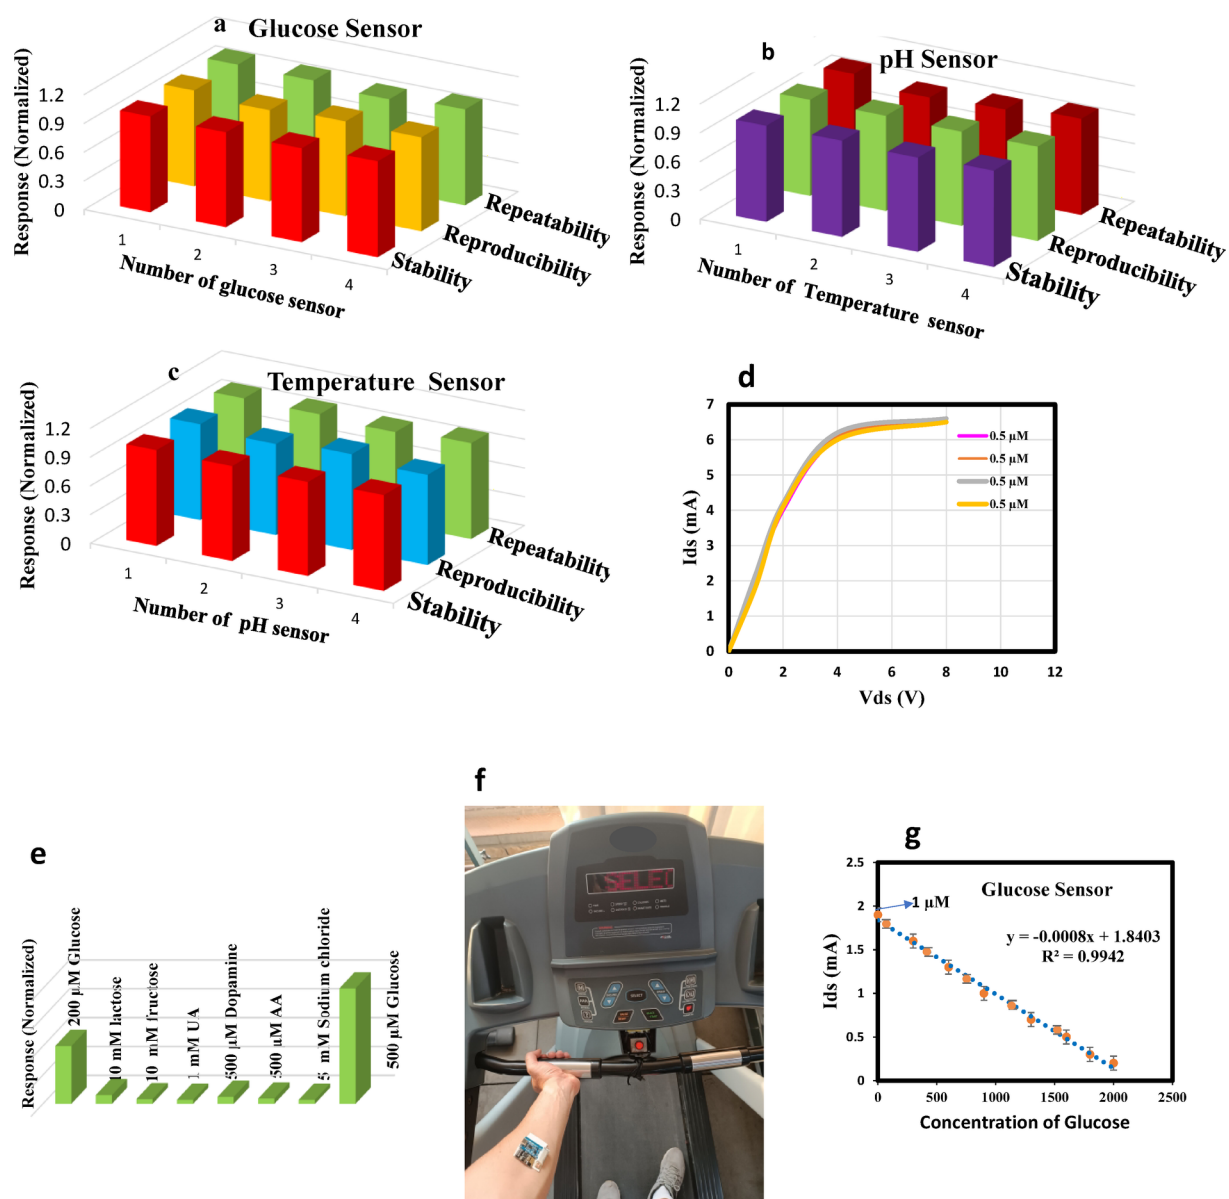 a Glucose Sensor
Response (Normalized)
1.2
0.9
0.6
0.3
0
1
2
3
4
Number of glucose sensor
Stability
Reproducibility
Repeatability
b
pH Sensor
Response (Normalized)
1.2
0.9
0.6
0.3
0
1
2
3
4
Number of Temperature sensor
Stability
Reproducibility
Repeatability
c
Temperature Sensor
Response (Normalized)
1.2
0.9
0.6
0.3
0
1
2
3
4
Number of pH sensor
Stability
Reproducibility
Repeatability
d
Ids (mA)
7
6
5
4
3
2
1
0
0 2 4 6 8 10 12
Vds (V)
0.5 µM
0.5 µM
0.5 µM
0.5 µM
e
Response (Normalized)
200 µM Glucose
10 mM lactose
10 mM fructose
1 mM UA
500 µM Dopamine
500 uM AA
5 mM Sodium chloride
500 µM Glucose
f
g
Glucose Sensor
Ids (mA)
2.5
2
1.5
1
0.5
0
1 µM
y = -0.0008x + 1.8403
R² = 0.9942
0 500 1000 1500 2000 2500
Concentration of Glucose